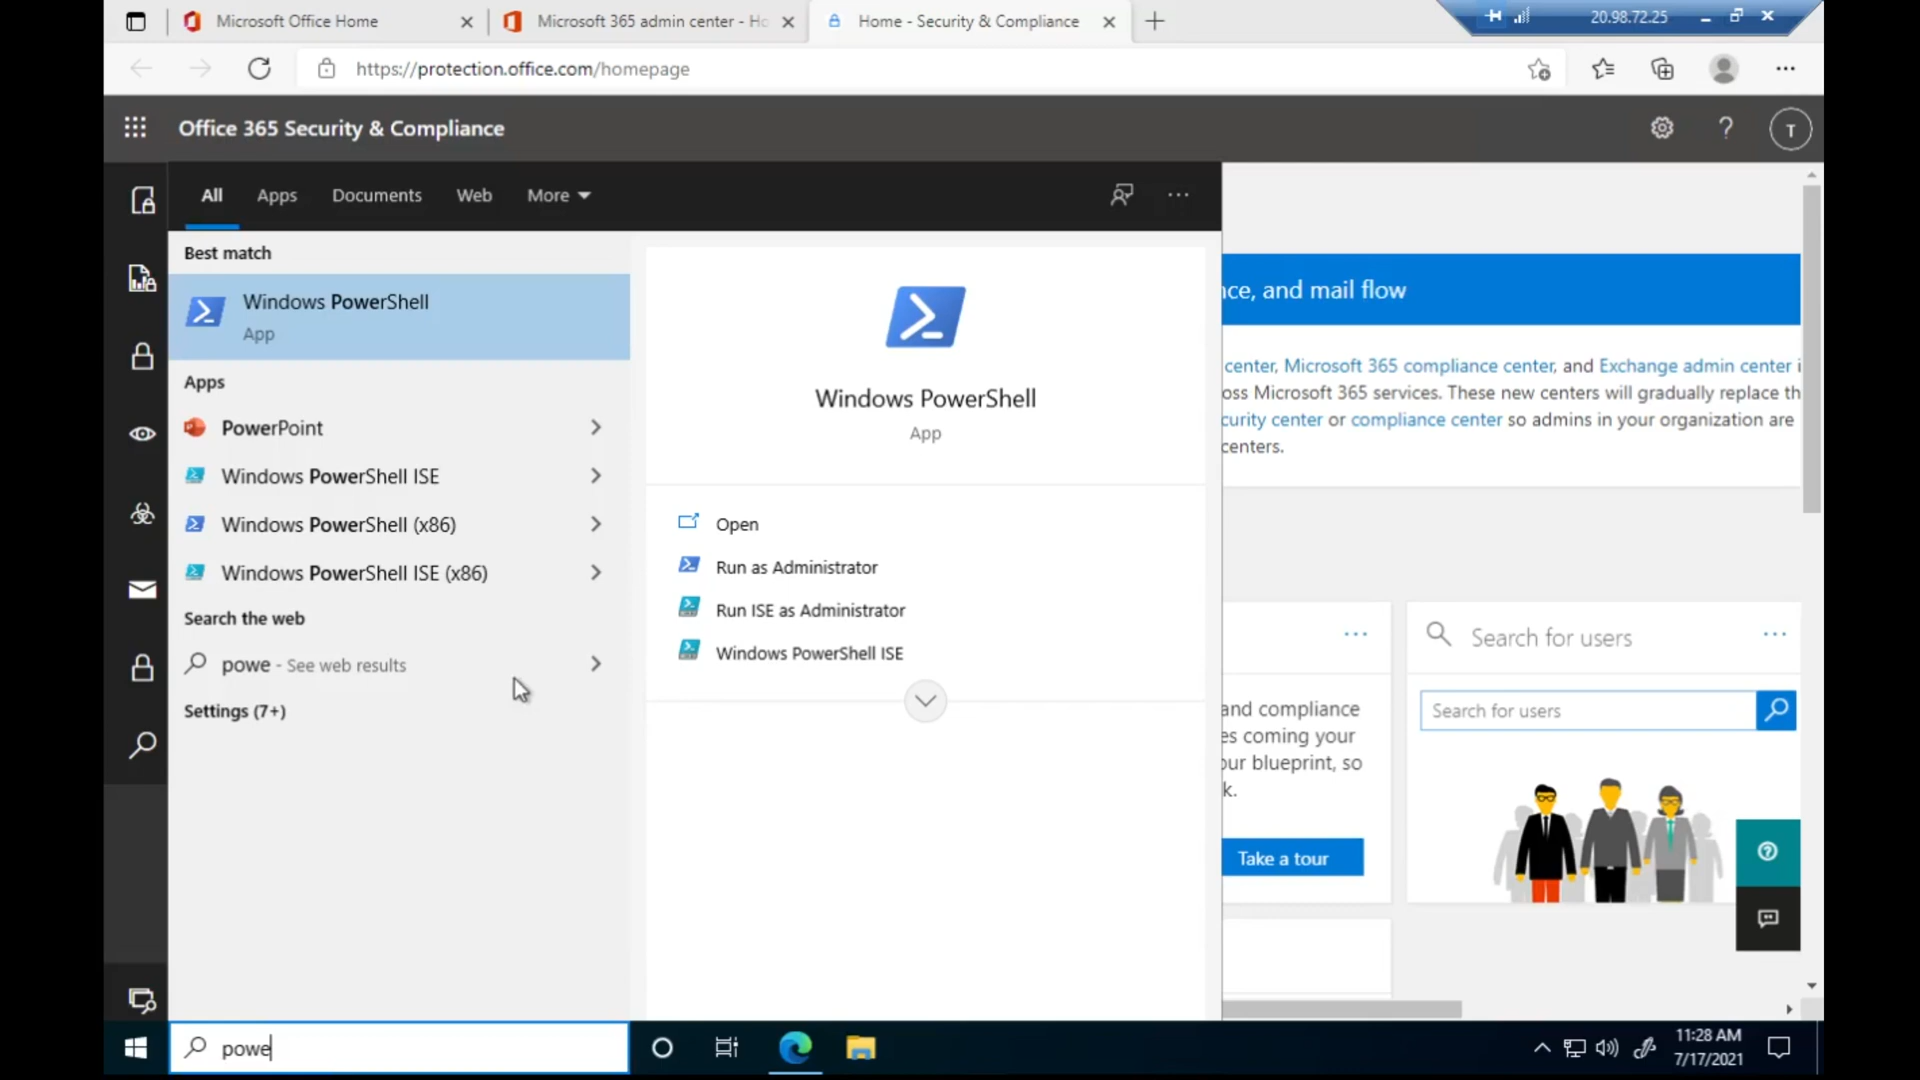 Microsoft Office Home
Microsoft 365 admin center - Ho
Home - Security & Compliance
20.98.72.25
https://protection.office.com/homepage
Office 365 Security & Compliance
T
All
Apps
Documents
Web
More
Best match
Windows PowerShell
App
Apps
PowerPoint
Windows PowerShell ISE
Windows PowerShell (x86)
Windows PowerShell ISE (x86)
Search the web
powe - See web results
Settings (7+)
Windows PowerShell
App
Open
Run as Administrator
Run ISE as Administrator
Windows PowerShell ISE
nce, and mail flow
center, Microsoft 365 compliance center, and Exchange admin center i
oss Microsoft 365 services. These new centers will gradually replace th
curity center or compliance center so admins in your organization are
centers.
and compliance
es coming your
our blueprint, so
k.
Take a tour
Search for users
Search for users
powe
11:28 AM
7/17/2021